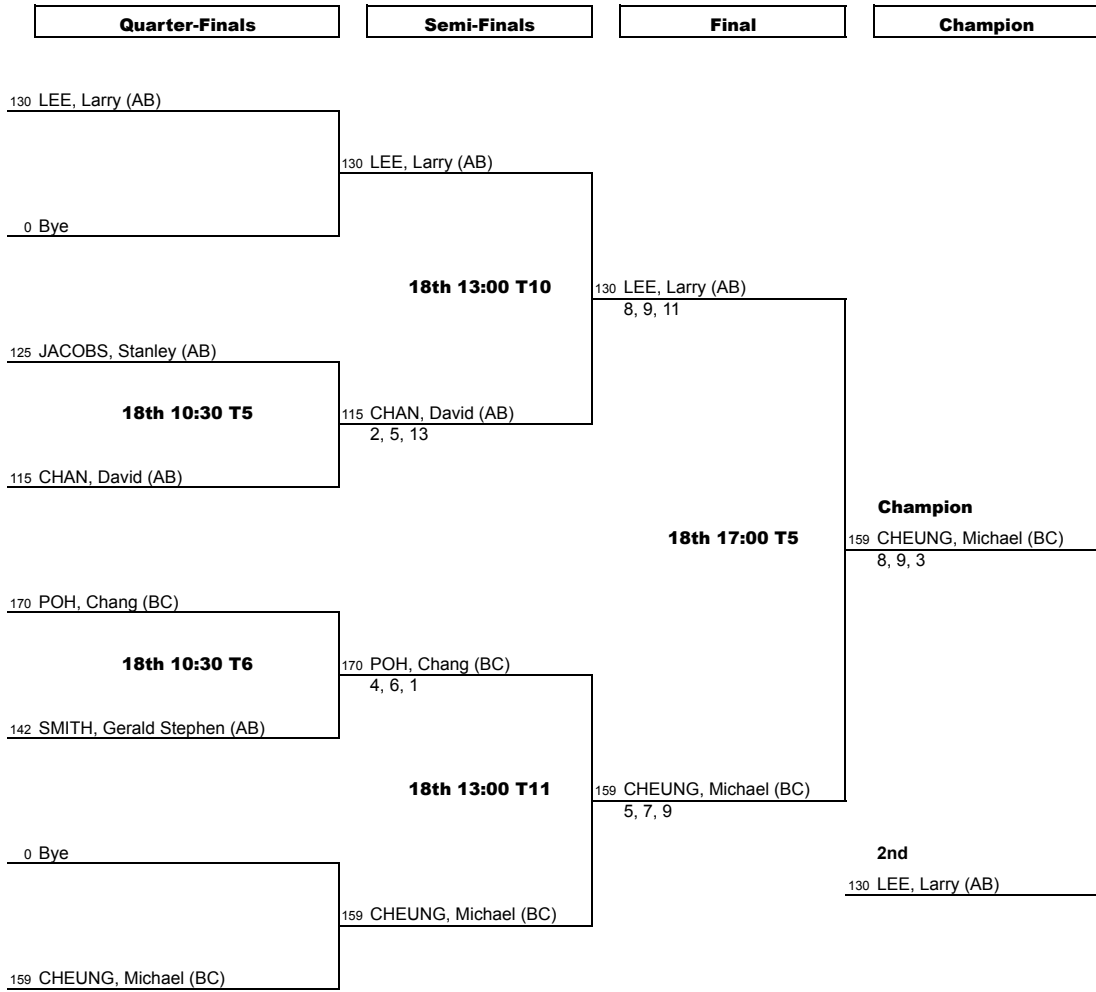 Quarter-Finals Semi-Finals Final Champion
130 LEE, Larry (AB)
130 LEE, Larry (AB)
0 Bye
18th 13:00 T10
130 LEE, Larry (AB)
8, 9, 11
125 JACOBS, Stanley (AB)
18th 10:30 T5
115 CHAN, David (AB)
2, 5, 13
115 CHAN, David (AB)
Champion
18th 17:00 T5
159 CHEUNG, Michael (BC)
8, 9, 3
170 POH, Chang (BC)
18th 10:30 T6
170 POH, Chang (BC)
4, 6, 1
142 SMITH, Gerald Stephen (AB)
18th 13:00 T11
159 CHEUNG, Michael (BC)
5, 7, 9
0 Bye
2nd
130 LEE, Larry (AB)
159 CHEUNG, Michael (BC)
159 CHEUNG, Michael (BC)